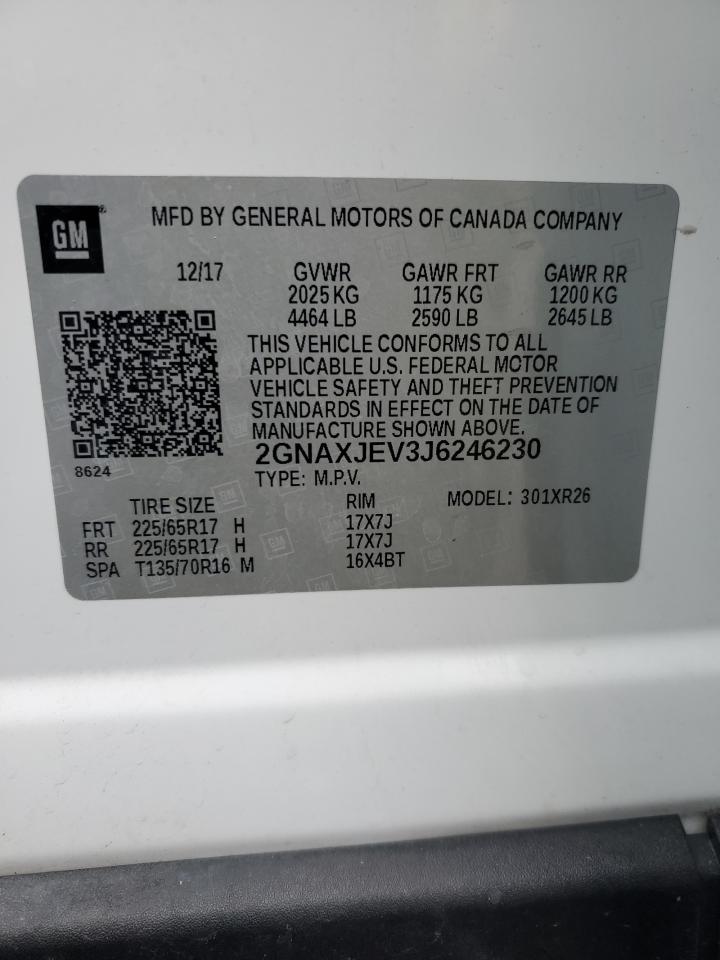 GM ®
MFD BY GENERAL MOTORS OF CANADA COMPANY
12/17 GVWR GAWR FRT GAWR RR
2025 KG 1175 KG 1200 KG
4464 LB 2590 LB 2645 LB
THIS VEHICLE CONFORMS TO ALL
APPLICABLE U.S. FEDERAL MOTOR
VEHICLE SAFETY AND THEFT PREVENTION
STANDARDS IN EFFECT ON THE DATE OF
MANUFACTURE SHOWN ABOVE.
2GNAXJEV3J6246230
8624
TYPE: M.P.V.
TIRE SIZE RIM MODEL: 301XR26
FRT 225/65R17 H 17X7J
RR 225/65R17 H 17X7J
SPA T135/70R16 M 16X4BT